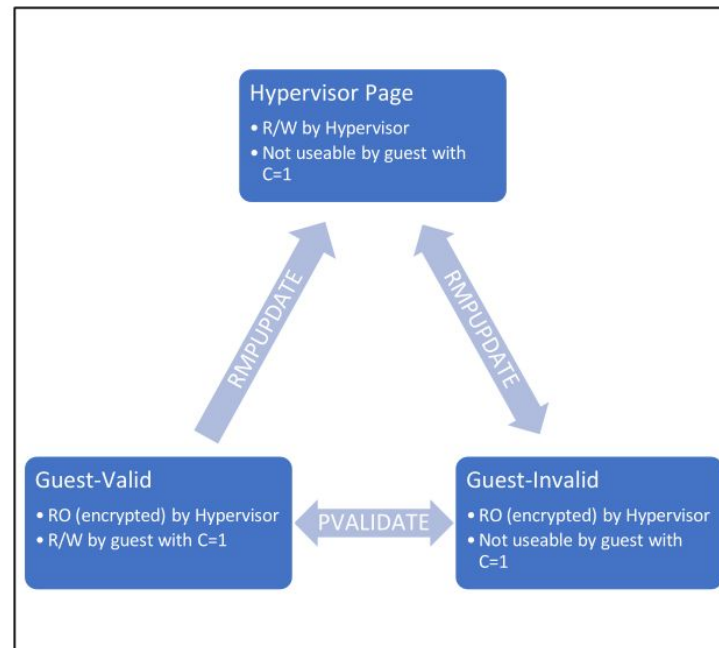 Hypervisor Page
• R/W by Hypervisor
• Not useable by guest with
C=1
RMPUPDATE
RMPUPDATE
Guest-Valid
• RO (encrypted) by Hypervisor
• R/W by guest with C=1
PVALIDATE
Guest-Invalid
• RO (encrypted) by Hypervisor
• Not useable by guest with
C=1